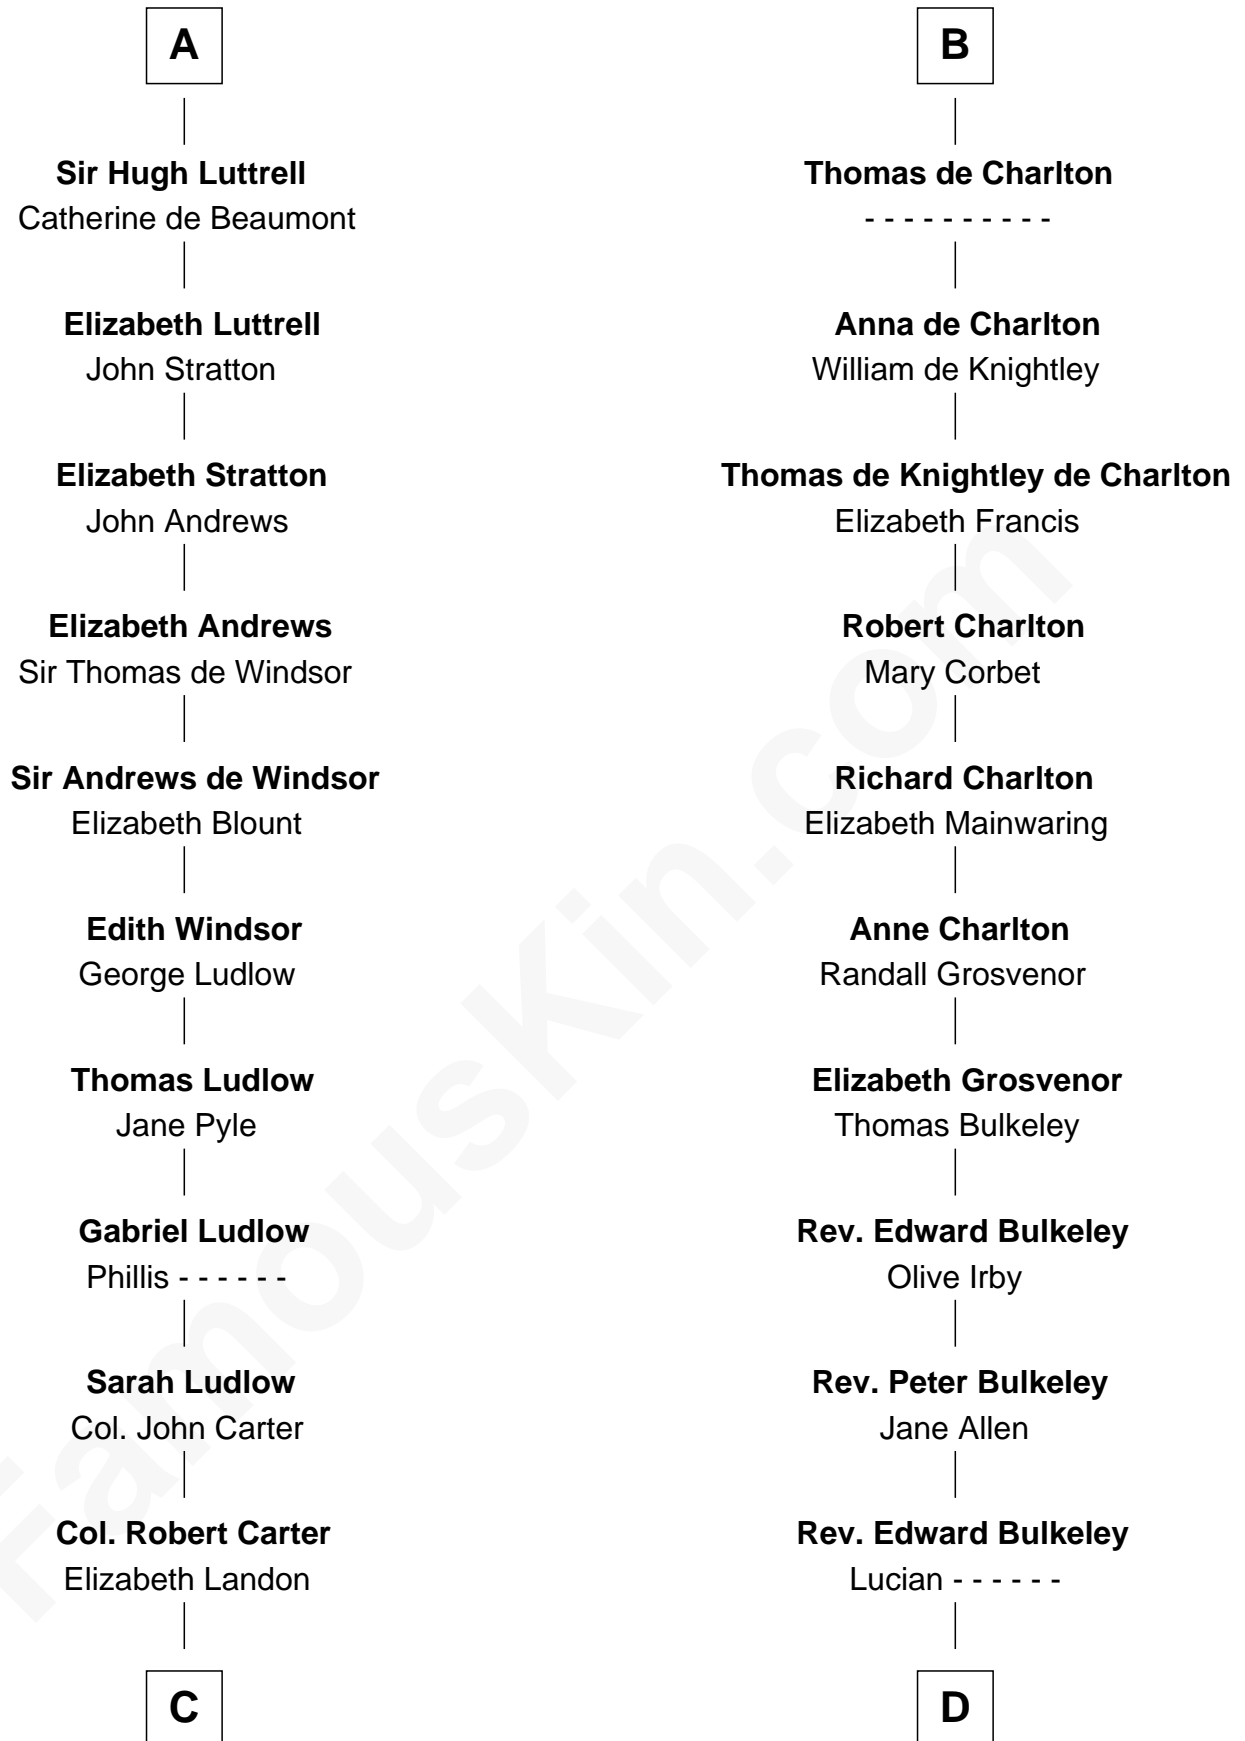 A
Sir Hugh Luttrell
Catherine de Beaumont
Elizabeth Luttrell
John Stratton
Elizabeth Stratton
John Andrews
Elizabeth Andrews
Sir Thomas de Windsor
Sir Andrews de Windsor
Elizabeth Blount
Edith Windsor
George Ludlow
Thomas Ludlow
Jane Pyle
Gabriel Ludlow
Phillis - - - - - -
Sarah Ludlow
Col. John Carter
Col. Robert Carter
Elizabeth Landon
C
B
Thomas de Charlton
- - - - - - - - - -
Anna de Charlton
William de Knightley
Thomas de Knightley de Charlton
Elizabeth Francis
Robert Charlton
Mary Corbet
Richard Charlton
Elizabeth Mainwaring
Anne Charlton
Randall Grosvenor
Elizabeth Grosvenor
Thomas Bulkeley
Rev. Edward Bulkeley
Olive Irby
Rev. Peter Bulkeley
Jane Allen
Rev. Edward Bulkeley
Lucian - - - - - -
D
FamousKin.com